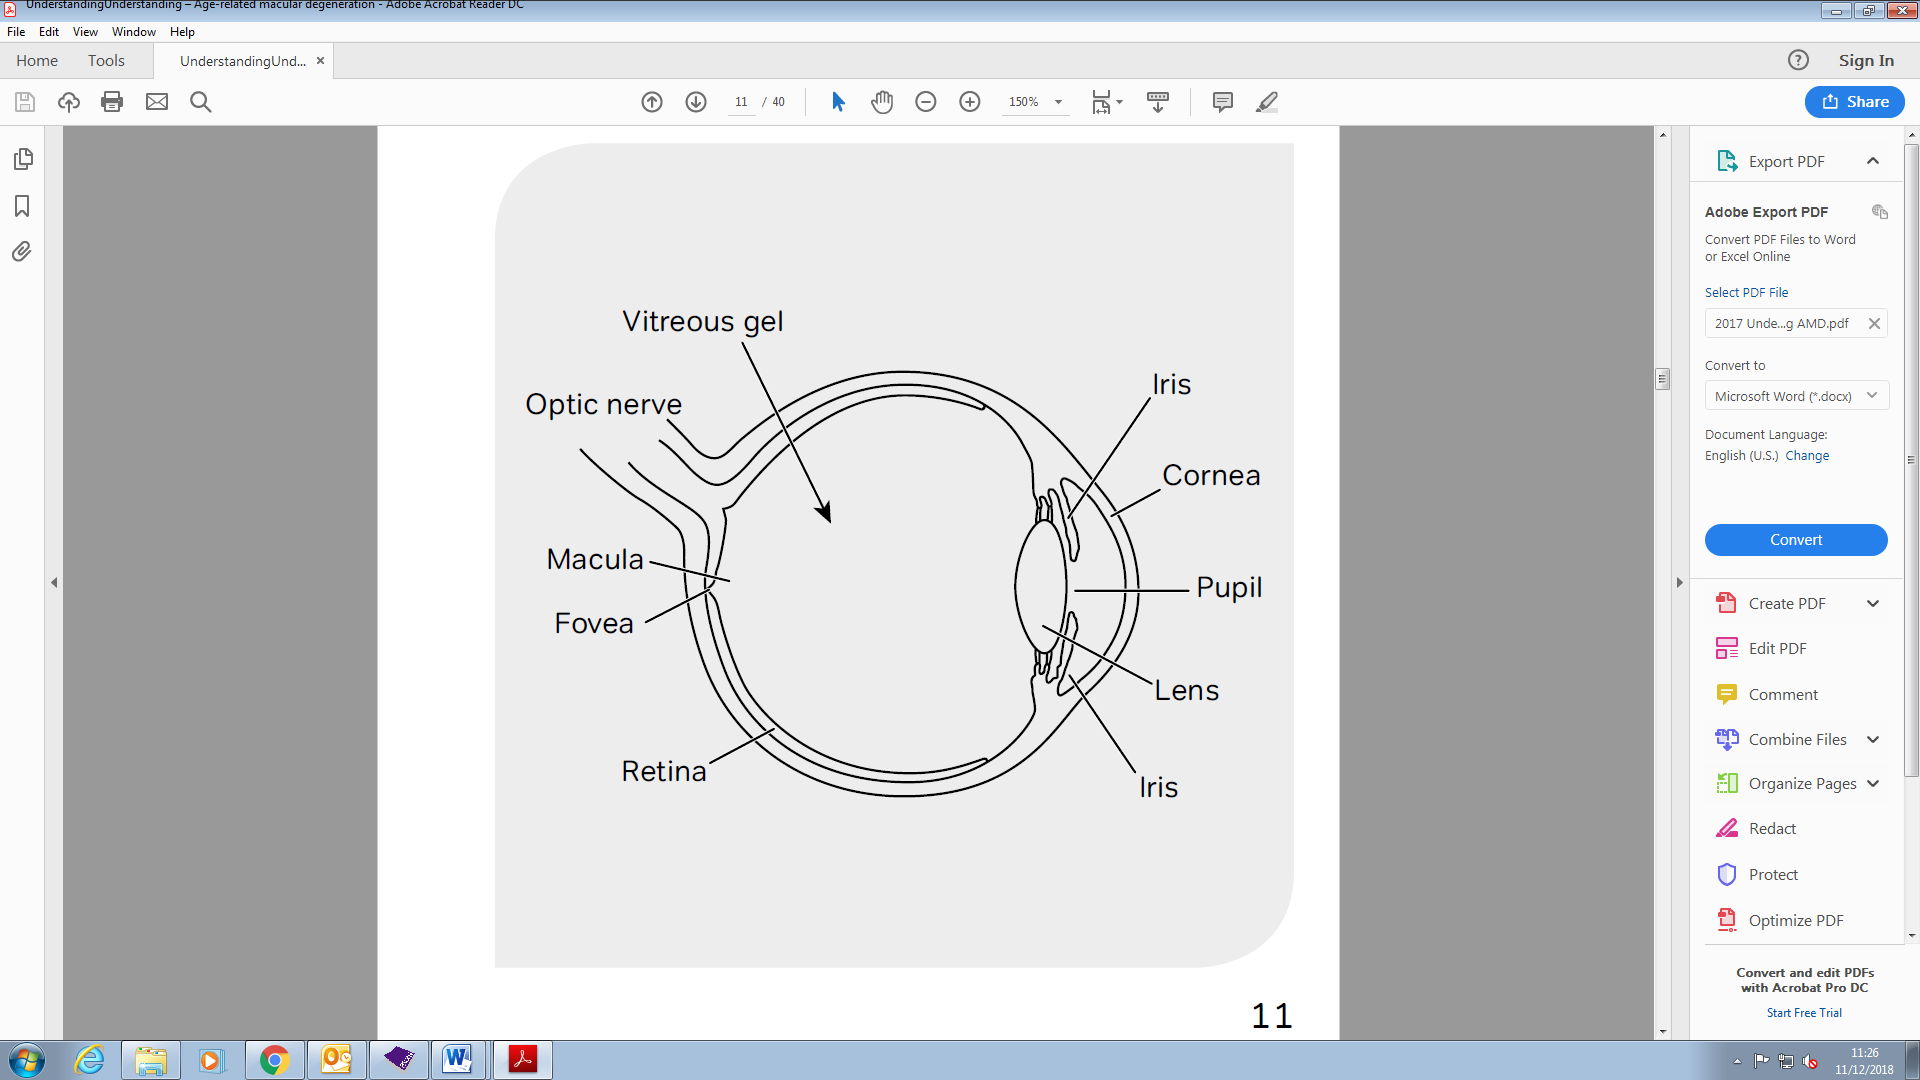 UnderstandingUnderstanding – Age-related macular degeneration - Adobe Acrobat Reader DC
File Edit View Window Help
Home Tools UnderstandingUnd... × Sign In
11 / 40 150% Share
Vitreous gel
Optic nerve
Macula
Fovea
Retina
Iris
Cornea
Pupil
Lens
Iris
11
Export PDF
Adobe Export PDF
Convert PDF Files to Word
or Excel Online
Select PDF File
2017 Unde...g AMD.pdf
Convert to
Microsoft Word (*.docx)
Document Language:
English (U.S.) Change
Convert
Create PDF
Edit PDF
Comment
Combine Files
Organize Pages
Redact
Protect
Optimize PDF
Convert and edit PDFs
with Acrobat Pro DC
Start Free Trial
11:26
11/12/2018